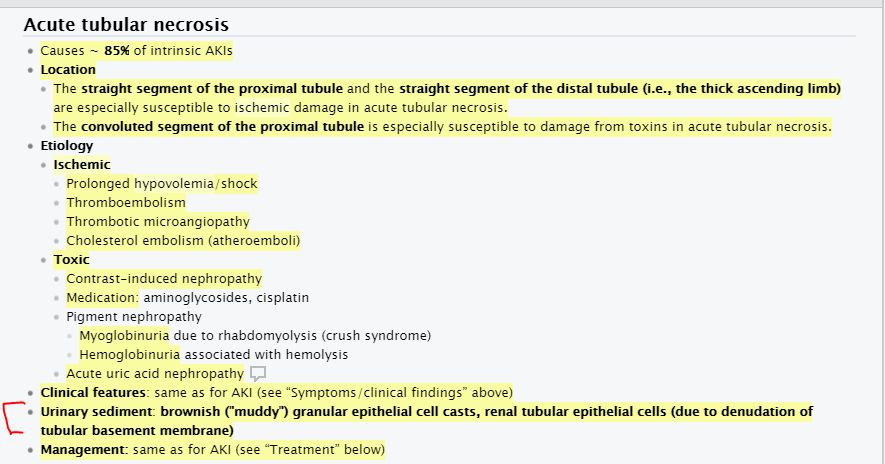 Acute tubular necrosis
Causes ~ 85% of intrinsic AKIs
Location
The straight segment of the proximal tubule and the straight segment of the distal tubule (i.e., the thick ascending limb)
are especially susceptible to ischemic damage in acute tubular necrosis.
The convoluted segment of the proximal tubule is especially susceptible to damage from toxins in acute tubular necrosis.
Etiology
Ischemic
Prolonged hypovolemia/shock
Thromboembolism
Thrombotic microangiopathy
Cholesterol embolism (atheroemboli)
Toxic
Contrast-induced nephropathy
Medication: aminoglycosides, cisplatin
Pigment nephropathy
Myoglobinuria due to rhabdomyolysis (crush syndrome)
Hemoglobinuria associated with hemolysis
Acute uric acid nephropathy
Clinical features: same as for AKI (see “Symptoms/clinical findings” above)
Urinary sediment: brownish ("muddy") granular epithelial cell casts, renal tubular epithelial cells (due to denudation of
tubular basement membrane)
Management: same as for AKI (see “Treatment” below)